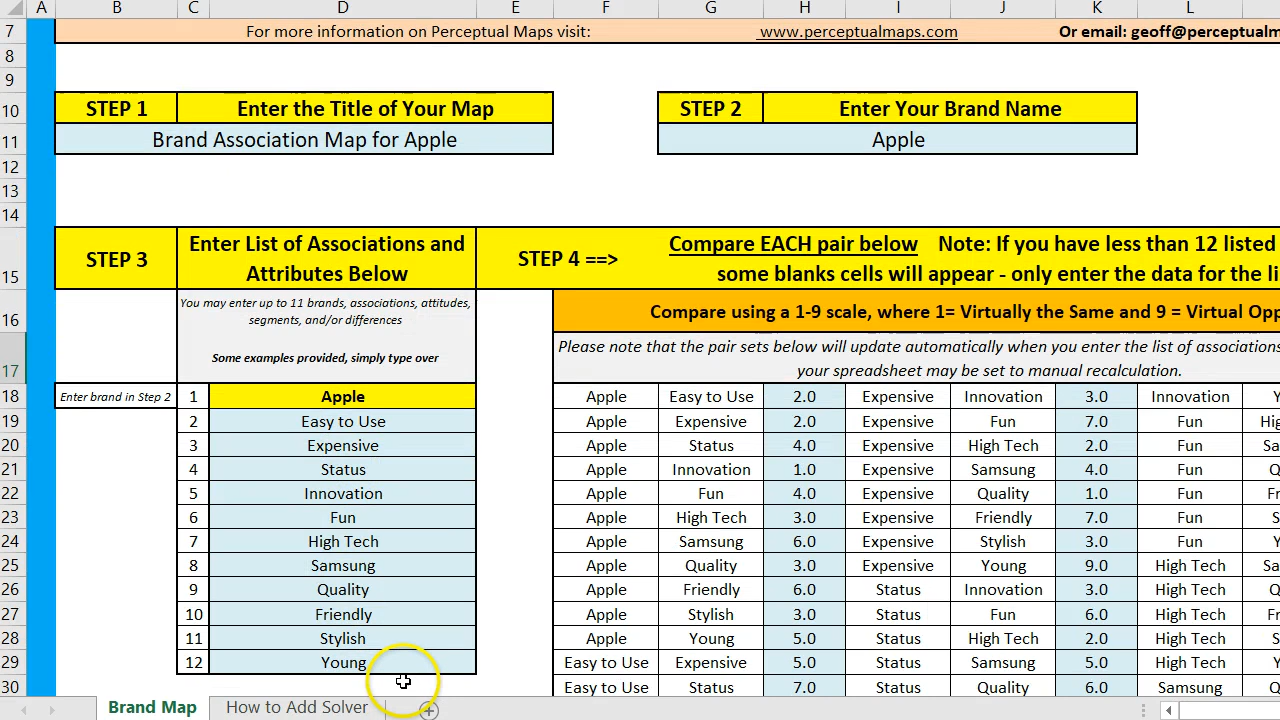 B C D E F G H I J K L
7 For more information on Perceptual Maps visit: www.perceptualmaps.com Or email: geoff@perceptualm
8
9
10 STEP 1 Enter the Title of Your Map STEP 2 Enter Your Brand Name
11 Brand Association Map for Apple Apple
12
13
14
STEP 3 Enter List of Associations and Attributes Below STEP 4 ==> Compare EACH pair below Note: If you have less than 12 listed
15 some blanks cells will appear - only enter the data for the li
You may enter up to 11 brands, associations, attitudes,
segments, and/or differences
16 Compare using a 1-9 scale, where 1= Virtually the Same and 9 = Virtual Opp
Some examples provided, simply type over
Please note that the pair sets below will update automatically when you enter the list of associations
17 your spreadsheet may be set to manual recalculation.
18 Enter brand in Step 2 1 Apple Apple Easy to Use 2.0 Expensive Innovation 3.0 Innovation Y
19 2 Easy to Use Apple Expensive 2.0 Expensive Fun 7.0 Fun Hig
20 3 Expensive Apple Status 4.0 Expensive High Tech 2.0 Fun Sa
21 4 Status Apple Innovation 1.0 Expensive Samsung 4.0 Fun Q
22 5 Innovation Apple Fun 4.0 Expensive Quality 1.0 Fun Fr
23 6 Fun Apple High Tech 3.0 Expensive Friendly 7.0 Fun S
24 7 High Tech Apple Samsung 6.0 Expensive Stylish 3.0 Fun Y
25 8 Samsung Apple Quality 3.0 Expensive Young 9.0 High Tech Sa
26 9 Quality Apple Friendly 6.0 Status Innovation 3.0 High Tech Q
27 10 Friendly Apple Stylish 3.0 Status Fun 6.0 High Tech Fr
28 11 Stylish Apple Young 5.0 Status High Tech 2.0 High Tech S
29 12 Young Easy to Use Expensive 5.0 Status Samsung 5.0 High Tech Y
30 Easy to Use Status 7.0 Status Quality 6.0 Samsung Q
Brand Map How to Add Solver